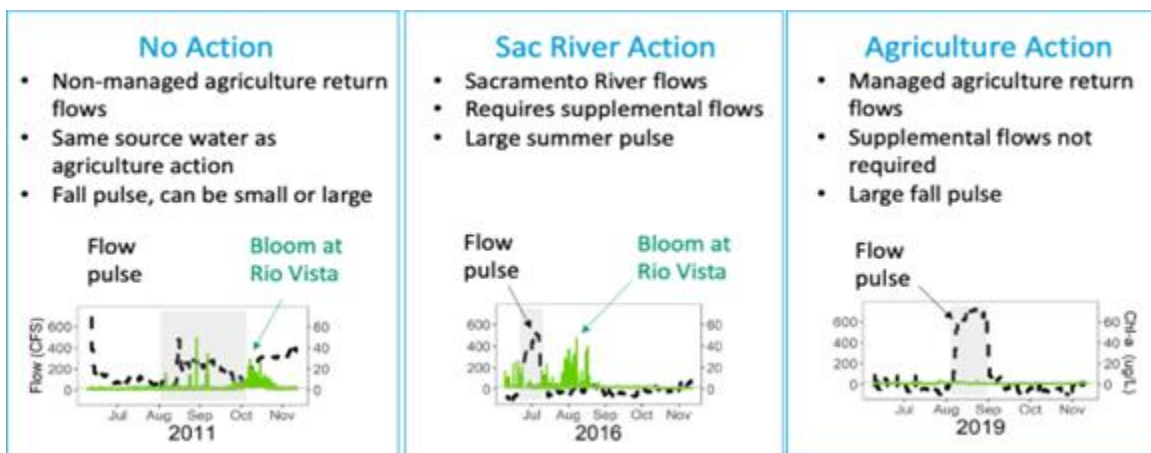 No Action
• Non-managed agriculture return
flows
• Same source water as
agriculture action
• Fall pulse, can be small or large
Flow
pulse
Bloom at
Rio Vista
Flow (CFS)
600
400
200
0
60
40
20
0
Jul Aug Sep Oct Nov
2011
Sac River Action
• Sacramento River flows
• Requires supplemental flows
• Large summer pulse
Flow
pulse
Bloom at
Rio Vista
600
400
200
0
60
40
20
0
Jul Aug Sep Oct Nov
2016
Agriculture Action
• Managed agriculture return
flows
• Supplemental flows not
required
• Large fall pulse
Flow
pulse
600
400
200
0
60
40
20
0
Chl-a (ug/L)
Jul Aug Sep Oct Nov
2019